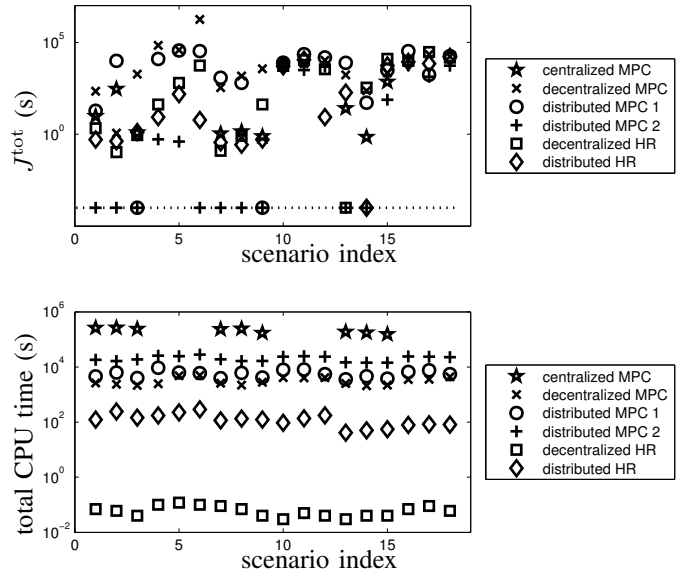 10^5
10^0
J^tot (s)
0 5 10 15
scenario index
centralized MPC
decentralized MPC
distributed MPC 1
distributed MPC 2
decentralized HR
distributed HR
10^6
10^4
10^2
10^0
10^-2
total CPU time (s)
0 5 10 15
scenario index
centralized MPC
decentralized MPC
distributed MPC 1
distributed MPC 2
decentralized HR
distributed HR